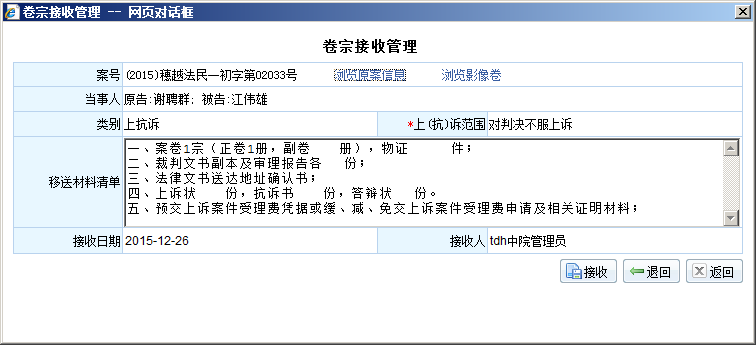 卷宗接收管理 -- 网页对话框
卷宗接收管理
案号 (2015)穗越法民一初字第02033号 浏览原案信息 浏览影像卷
当事人 原告:谢聘群; 被告:江伟雄
类别 上抗诉 *上(抗)诉范围 对判决不服上诉
移送材料清单
一、案卷1宗（正卷1册，副卷 册），物证 件；
二、裁判文书副本及审理报告各 份；
三、法律文书送达地址确认书；
四、上诉状 份，抗诉书 份，答辩状 份。
五、预交上诉案件受理费凭据或缓、减、免交上诉案件受理费申请及相关证明材料；
接收日期 2015-12-26 接收人 tdh中院管理员
接收 退回 返回